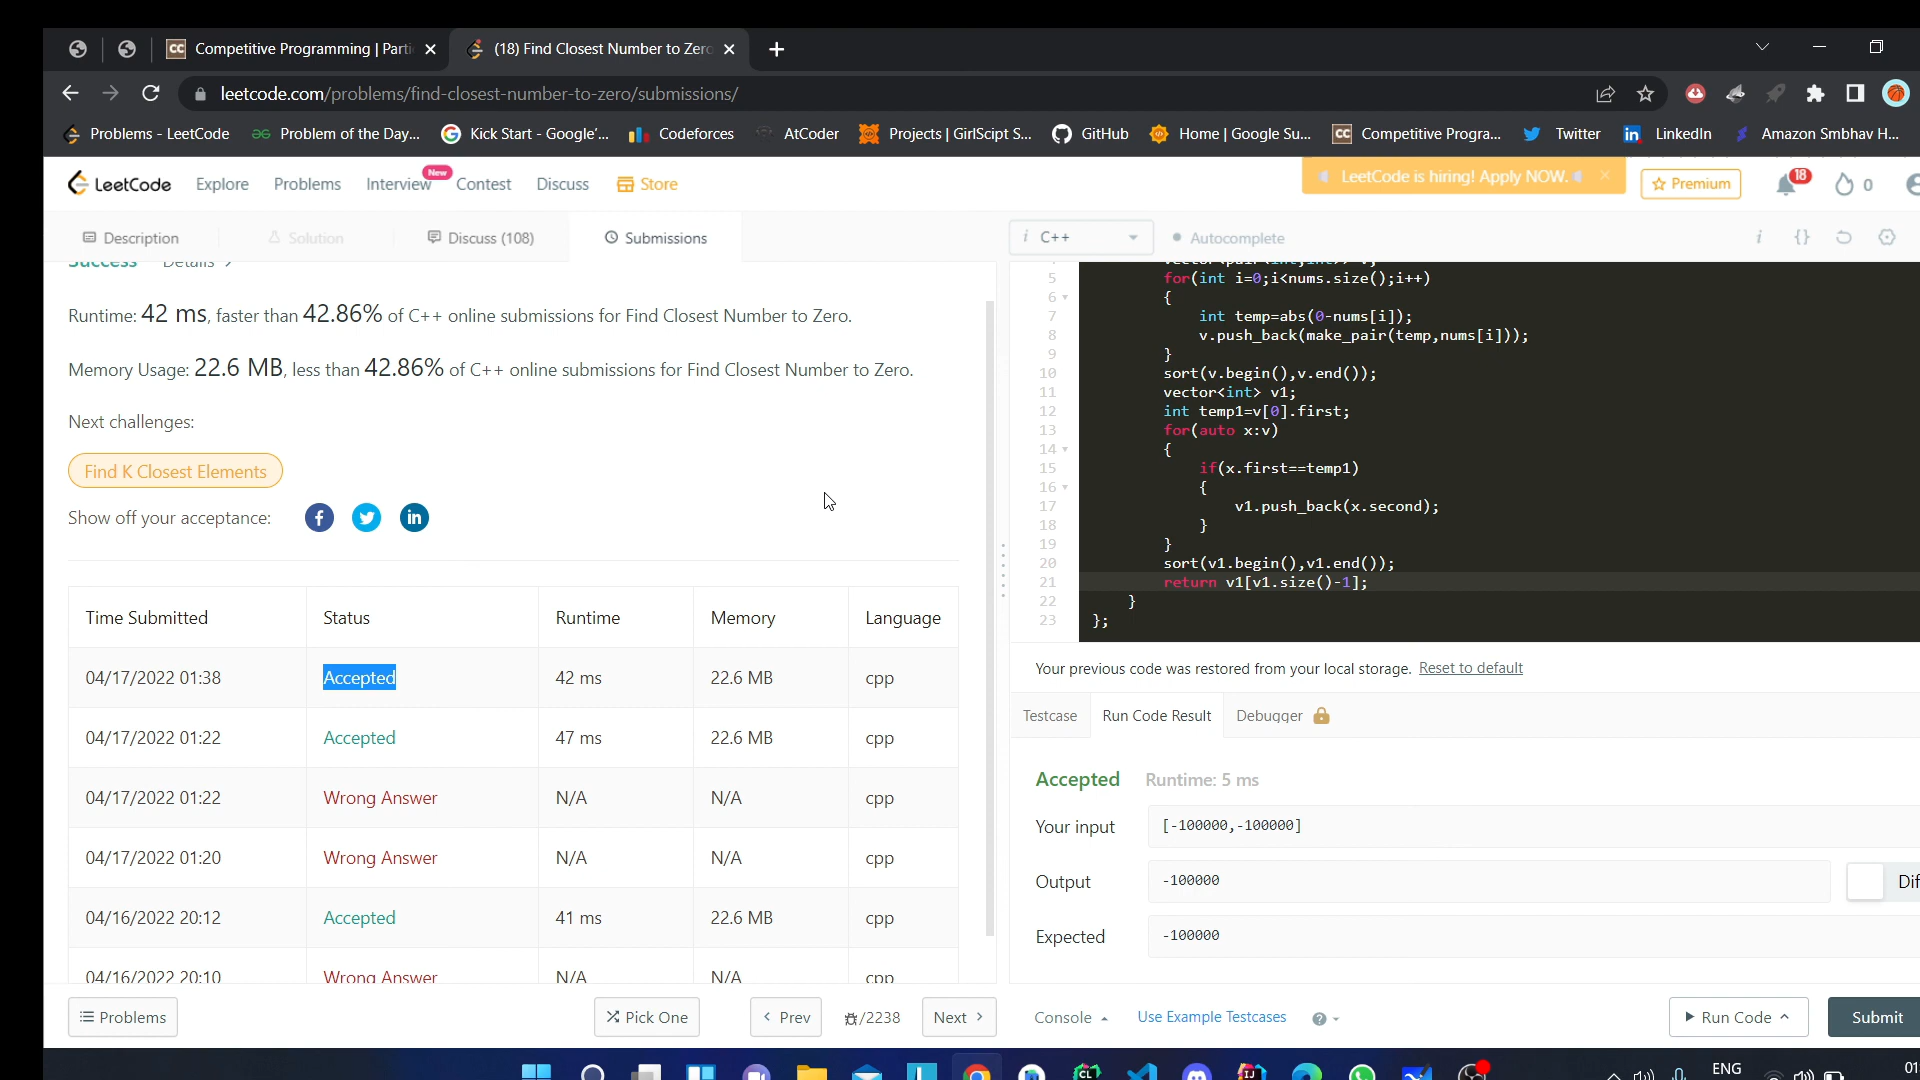 Competitive Programming | Parti
(18) Find Closest Number to Zero
leetcode.com/problems/find-closest-number-to-zero/submissions/
Problems - LeetCode
Problem of the Day...
Kick Start - Google'...
Codeforces
AtCoder
Projects | GirlScipt S...
GitHub
Home | Google Su...
Competitive Progra...
Twitter
LinkedIn
Amazon Smbhav H...
LeetCode
Explore
Problems
Interview
New
Contest
Discuss
Store
LeetCode is hiring! Apply NOW.
Premium
18
0
Description
Solution
Discuss (108)
Submissions
i C++
Autocomplete
Success Details >
Runtime: 42 ms, faster than 42.86% of C++ online submissions for Find Closest Number to Zero.
Memory Usage: 22.6 MB, less than 42.86% of C++ online submissions for Find Closest Number to Zero.
Next challenges:
Find K Closest Elements
Show off your acceptance:
Time Submitted Status Runtime Memory Language
04/17/2022 01:38 Accepted 42 ms 22.6 MB cpp
04/17/2022 01:22 Accepted 47 ms 22.6 MB cpp
04/17/2022 01:22 Wrong Answer N/A N/A cpp
04/17/2022 01:20 Wrong Answer N/A N/A cpp
04/16/2022 20:12 Accepted 41 ms 22.6 MB cpp
04/16/2022 20:10 Wrong Answer N/A N/A cpp
Problems
Pick One
Prev
/2238
Next
5 for(int i=0;i<nums.size();i++)
6 {
7 int temp=abs(0-nums[i]);
8 v.push_back(make_pair(temp,nums[i]));
9 }
10 sort(v.begin(),v.end());
11 vector<int> v1;
12 int temp1=v[0].first;
13 for(auto x:v)
14 {
15 if(x.first==temp1)
16 {
17 v1.push_back(x.second);
18 }
19 }
20 sort(v1.begin(),v1.end());
21 return v1[v1.size()-1];
22 }
23 };
Your previous code was restored from your local storage. Reset to default
Testcase
Run Code Result
Debugger
Accepted Runtime: 5 ms
Your input [-100000,-100000]
Output -100000
Dif
Expected -100000
Console
Use Example Testcases
Run Code
Submit
ENG
01